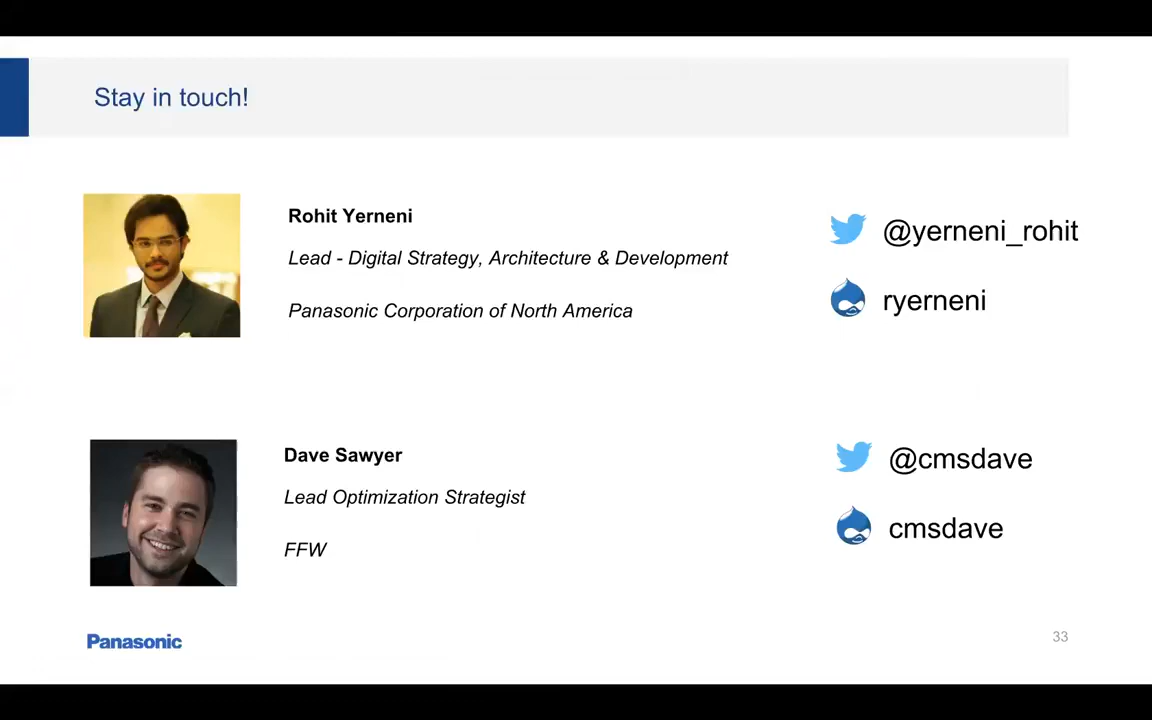 Stay in touch!
Rohit Yerneni
Lead - Digital Strategy, Architecture & Development
Panasonic Corporation of North America
@yerneni_rohit
ryerneni
Dave Sawyer
Lead Optimization Strategist
FFW
@cmsdave
cmsdave
Panasonic
33